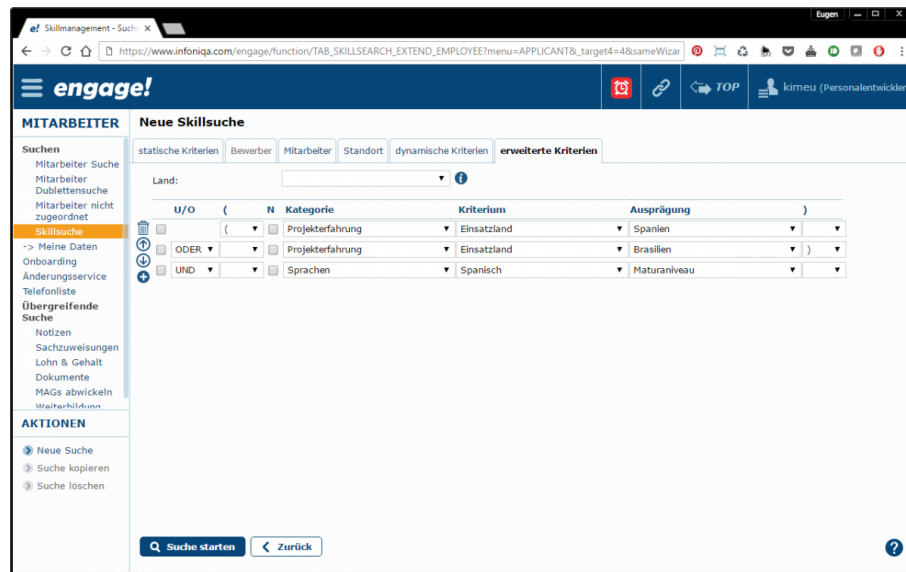 Eugen
e! Skillmanagement - Such
https://www.infoniqa.com/engage/function/TAB_SKILLSEARCH_EXTEND_EMPLOYEE?menu=APPLICANT&_target4=4&sameWizar
engage!
TOP
kimeu (Personalentwickler
MITARBEITER
Suchen
Mitarbeiter Suche
Mitarbeiter
Dublettensuche
Mitarbeiter nicht
zugeordnet
Skillsuche
-> Meine Daten
Onboarding
Änderungsservice
Telefonliste
Übergreifende
Suche
Notizen
Sachzuweisungen
Lohn & Gehalt
Dokumente
MAGs abwickeln
Weiterbildung
AKTIONEN
Neue Suche
Suche kopieren
Suche löschen
Neue Skillsuche
statische Kriterien Bewerber Mitarbeiter Standort dynamische Kriterien erweiterte Kriterien
Land:
U/O ( N Kategorie Kriterium Ausprägung )
( Projekterfahrung Einsatzland Spanien
ODER Projekterfahrung Einsatzland Brasilien )
UND Sprachen Spanisch Maturaniveau
Suche starten Zurück